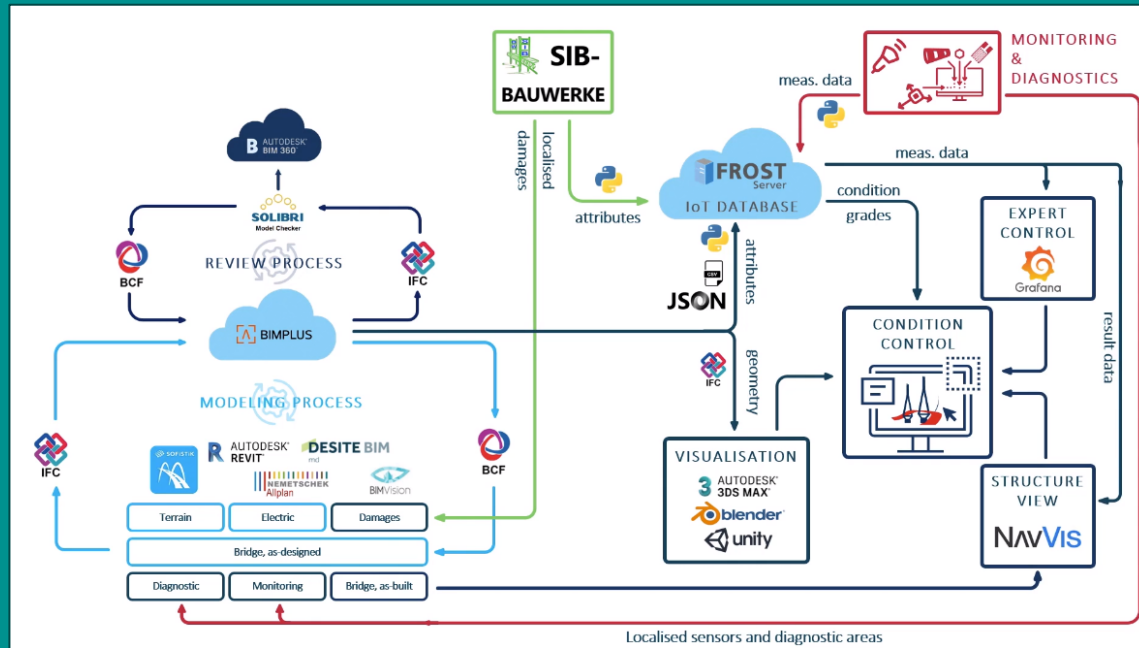 SIB-
BAUWERKE
MONITORING
&
DIAGNOSTICS
meas. data
localised
damages
attributes
FROST
Server
IoT DATABASE
meas. data
condition
grades
B AUTODESK
BIM 360
SOLIBRI
Model Checker
BCF
REVIEW PROCESS
IFC
BIMPLUS
CSV
JSON
attributes
EXPERT
CONTROL
Grafana
CONDITION
CONTROL
result data
geometry
IFC
MODELING PROCESS
IFC
SOFISTIK
R AUTODESK
REVIT
DESITE BIM
md
NEMETSCHEK
Allplan
BIMVision
BCF
VISUALISATION
3 AUTODESK
3DS MAX
blender
unity
STRUCTURE
VIEW
NAVVIS
Terrain
Electric
Damages
Bridge, as-designed
Diagnostic
Monitoring
Bridge, as-built
Localised sensors and diagnostic areas